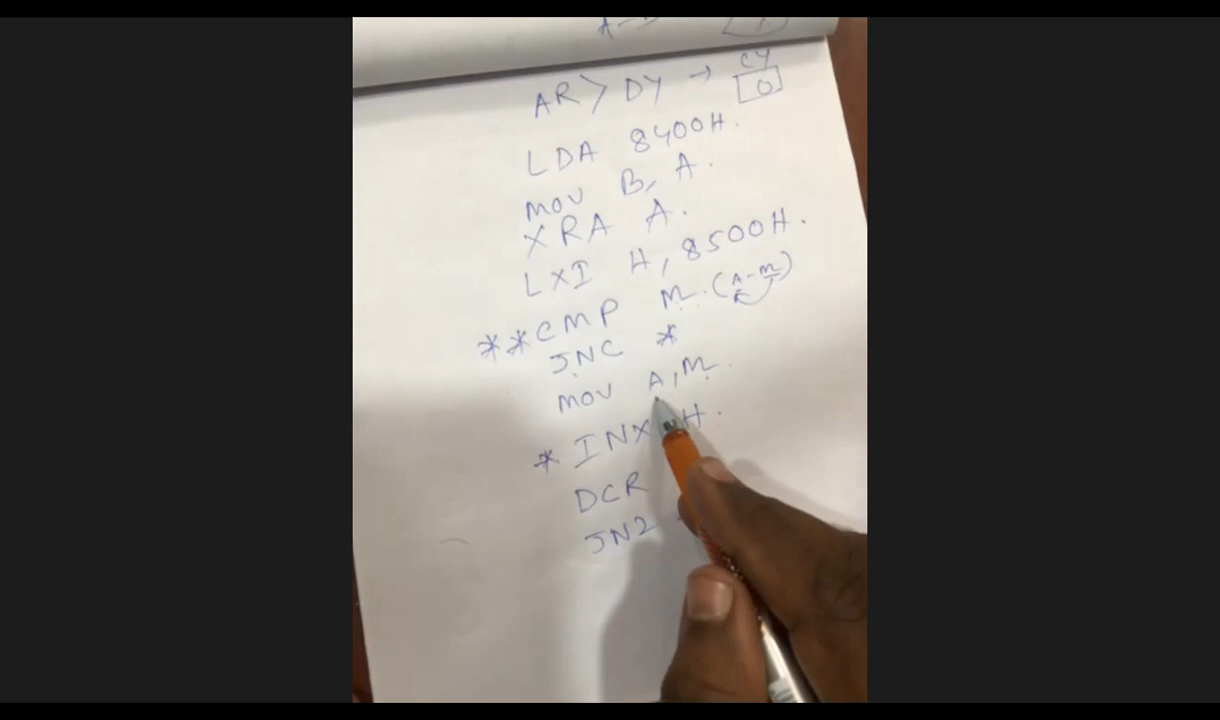 AR > DY → CY
0
LDA 8400H.
MOV B, A.
XRA A.
LXI H, 8500H.
**CMP M. (A-M)
JNC *
MOV A, M.
* INX H.
DCR
JNZ